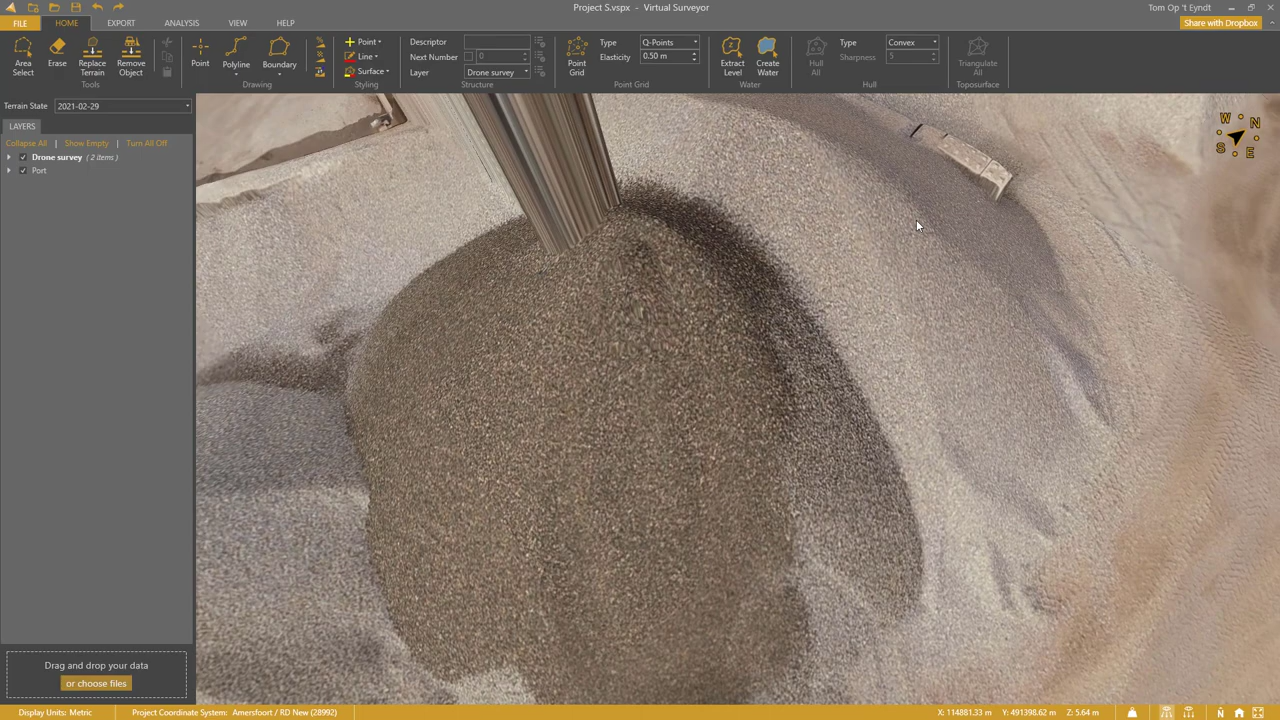 Project S.vspx - Virtual Surveyor
Tom Op 't Eyndt
FILE HOME EXPORT ANALYSIS VIEW HELP
Share with Dropbox
Area Select
Erase
Replace Terrain
Remove Object
Tools
Point
Polyline
Boundary
Drawing
Point
Line
Surface
Styling
Descriptor
Next Number 0
Layer Drone survey
Structure
Point Grid
Type Q-Points
Elasticity 0.50 m
Point Grid
Extract Level
Create Water
Water
Hull All
Type Convex
Sharpness 5
Hull
Triangulate All
Toposurface
Terrain State 2021-02-29
LAYERS
Collapse All | Show Empty | Turn All Off
Drone survey ( 2 items )
Port
W N
S E
Drag and drop your data
or choose files
Display Units: Metric
Project Coordinate System: Amersfoort / RD New (28992)
X: 114881.33 m Y: 491398.62 m Z: 5.64 m
N